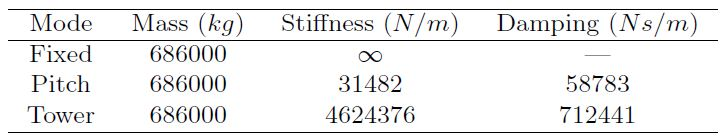 Mode Mass (kg) Stiffness (N/m) Damping (Ns/m)
Fixed 686000 ∞ —
Pitch 686000 31482 58783
Tower 686000 4624376 712441